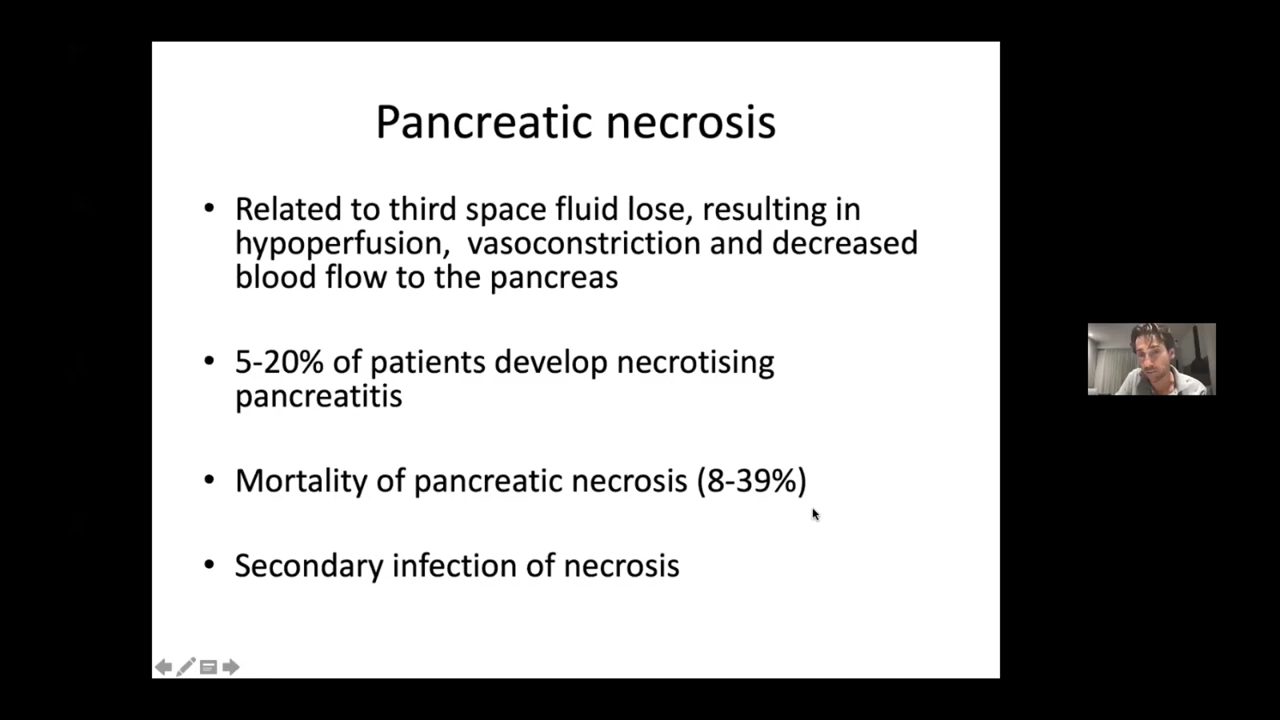 Pancreatic necrosis
• Related to third space fluid lose, resulting in
hypoperfusion,  vasoconstriction and decreased
blood flow to the pancreas
• 5-20% of patients develop necrotising
pancreatitis
• Mortality of pancreatic necrosis (8-39%)
• Secondary infection of necrosis